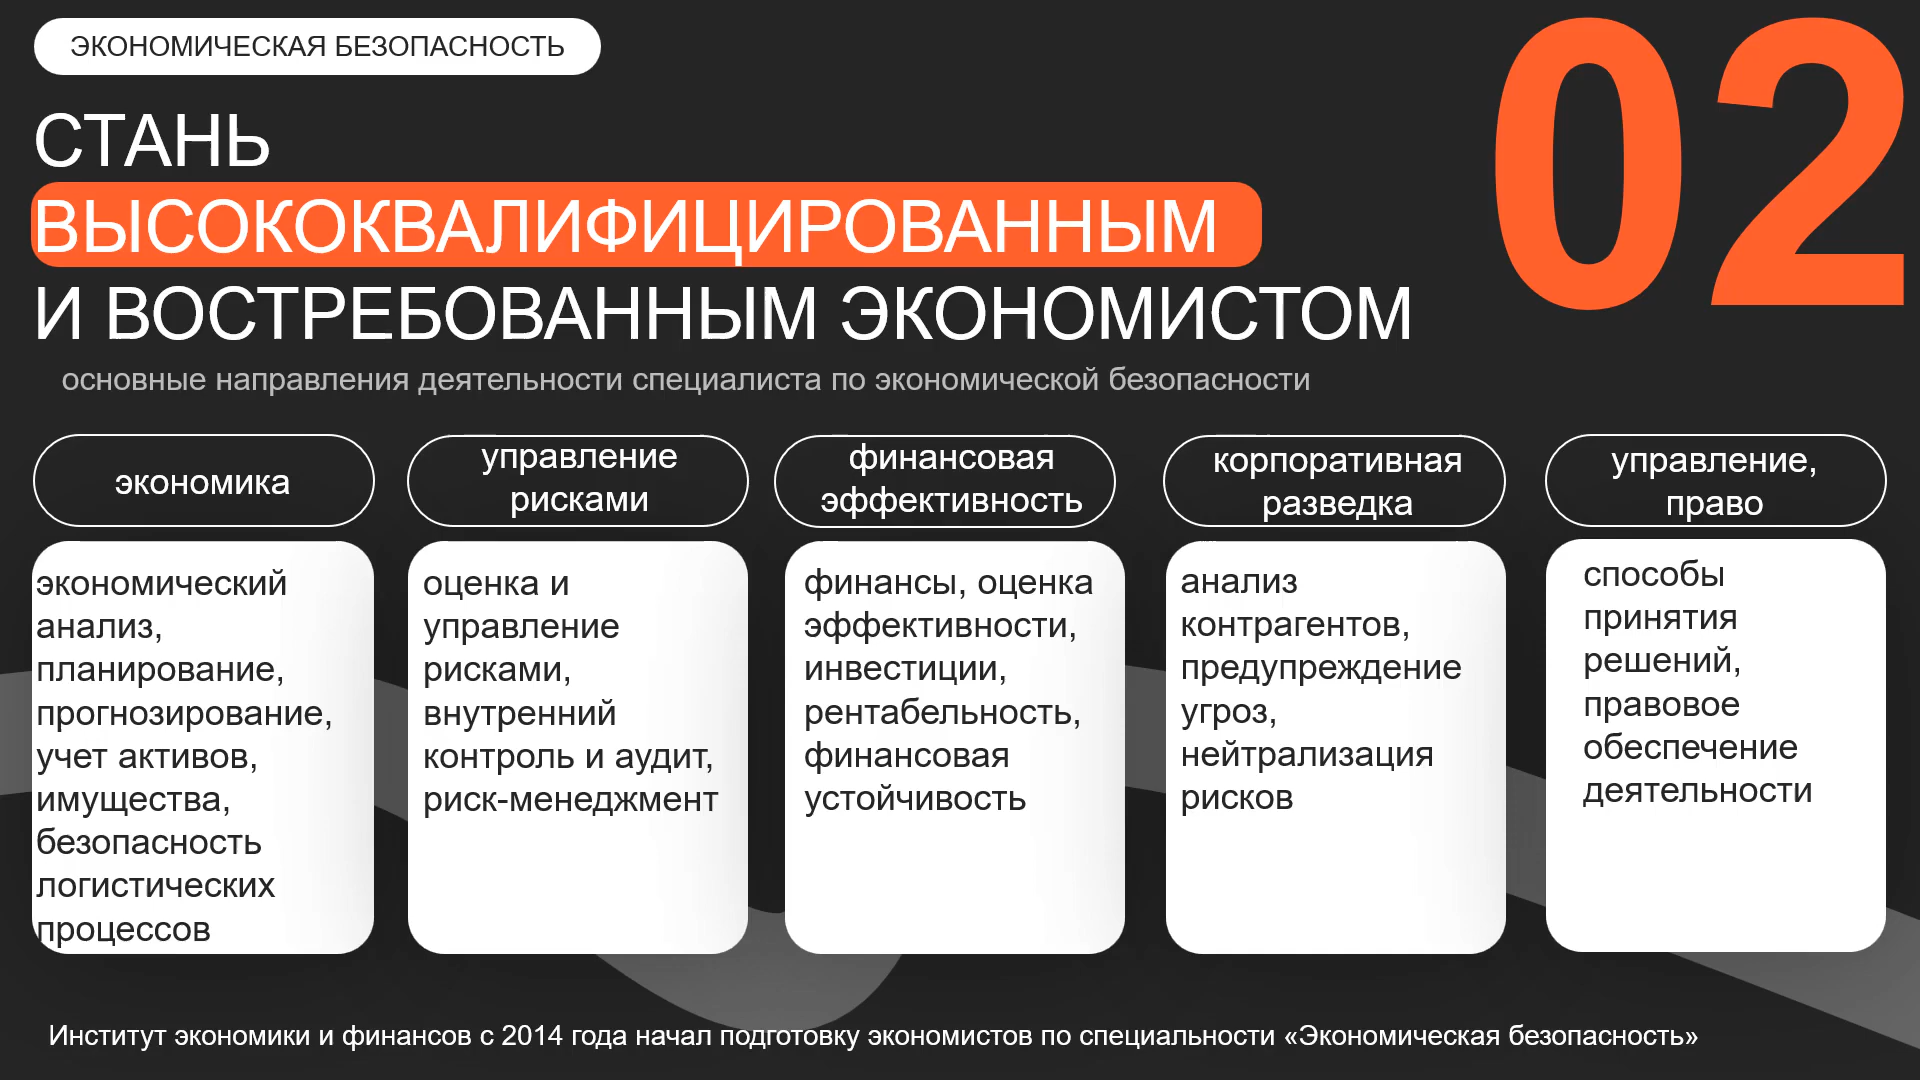 ЭКОНОМИЧЕСКАЯ БЕЗОПАСНОСТЬ
02
СТАНЬ
ВЫСОКОКВАЛИФИЦИРОВАННЫМ
И ВОСТРЕБОВАННЫМ ЭКОНОМИСТОМ
основные направления деятельности специалиста по экономической безопасности
экономика
экономический
анализ,
планирование,
прогнозирование,
учет активов,
имущества,
безопасность
логистических
процессов
управление
рисками
оценка и
управление
рисками,
внутренний
контроль и аудит,
риск-менеджмент
финансовая
эффективность
финансы, оценка
эффективности,
инвестиции,
рентабельность,
финансовая
устойчивость
корпоративная
разведка
анализ
контрагентов,
предупреждение
угроз,
нейтрализация
рисков
управление,
право
способы
принятия
решений,
правовое
обеспечение
деятельности
Институт экономики и финансов с 2014 года начал подготовку экономистов по специальности «Экономическая безопасность»